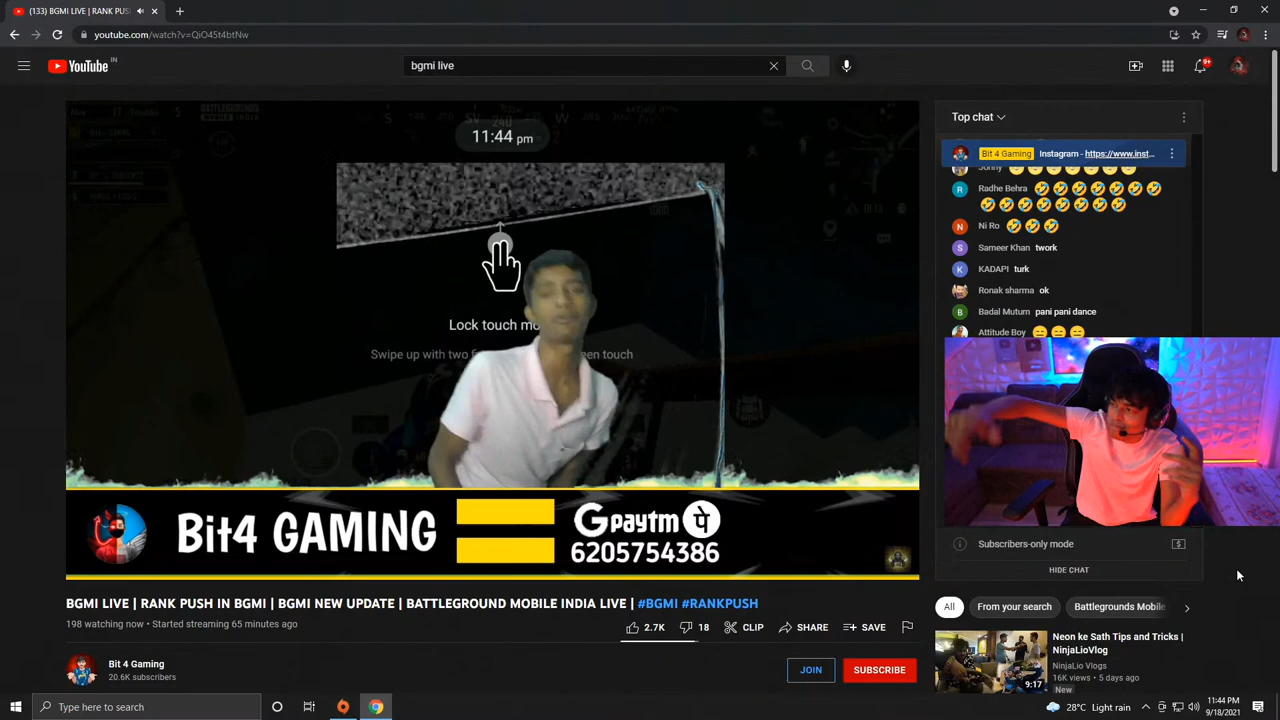 (133) BGMI LIVE | RANK PUSH
youtube.com/watch?v=QiO45t4btNw
YouTube IN
bgmi live
9+
11:44 pm
Lock touch
Swipe up with two
touch
Bit4 GAMING
G paytm पे
6205754386
BGMI LIVE | RANK PUSH IN BGMI | BGMI NEW UPDATE | BATTLEGROUND MOBILE INDIA LIVE | #BGMI #RANKPUSH
198 watching now • Started streaming 65 minutes ago
2.7K 18 CLIP SHARE SAVE
Bit 4 Gaming
20.6K subscribers
JOIN SUBSCRIBE
Top chat
Bit 4 Gaming Instagram - https://www.inst...
Jonny
Radhe Behra 🤣🤣🤣🤣🤣🤣🤣
🤣🤣🤣🤣🤣🤣🤣🤣
Ni Ro 🤣🤣🤣
Sameer Khan twork
KADAPI turk
Ronak sharma ok
Badal Mutum pani pani dance
Attitude Boy 😑😑😑
Subscribers-only mode
HIDE CHAT
All From your search Battlegrounds Mobile
Neon ke Sath Tips and Tricks |
NinjaLioVlog
NinjaLio Vlogs
16K views • 5 days ago
New
9:17
Type here to search
28°C Light rain
11:44 PM
9/18/2021